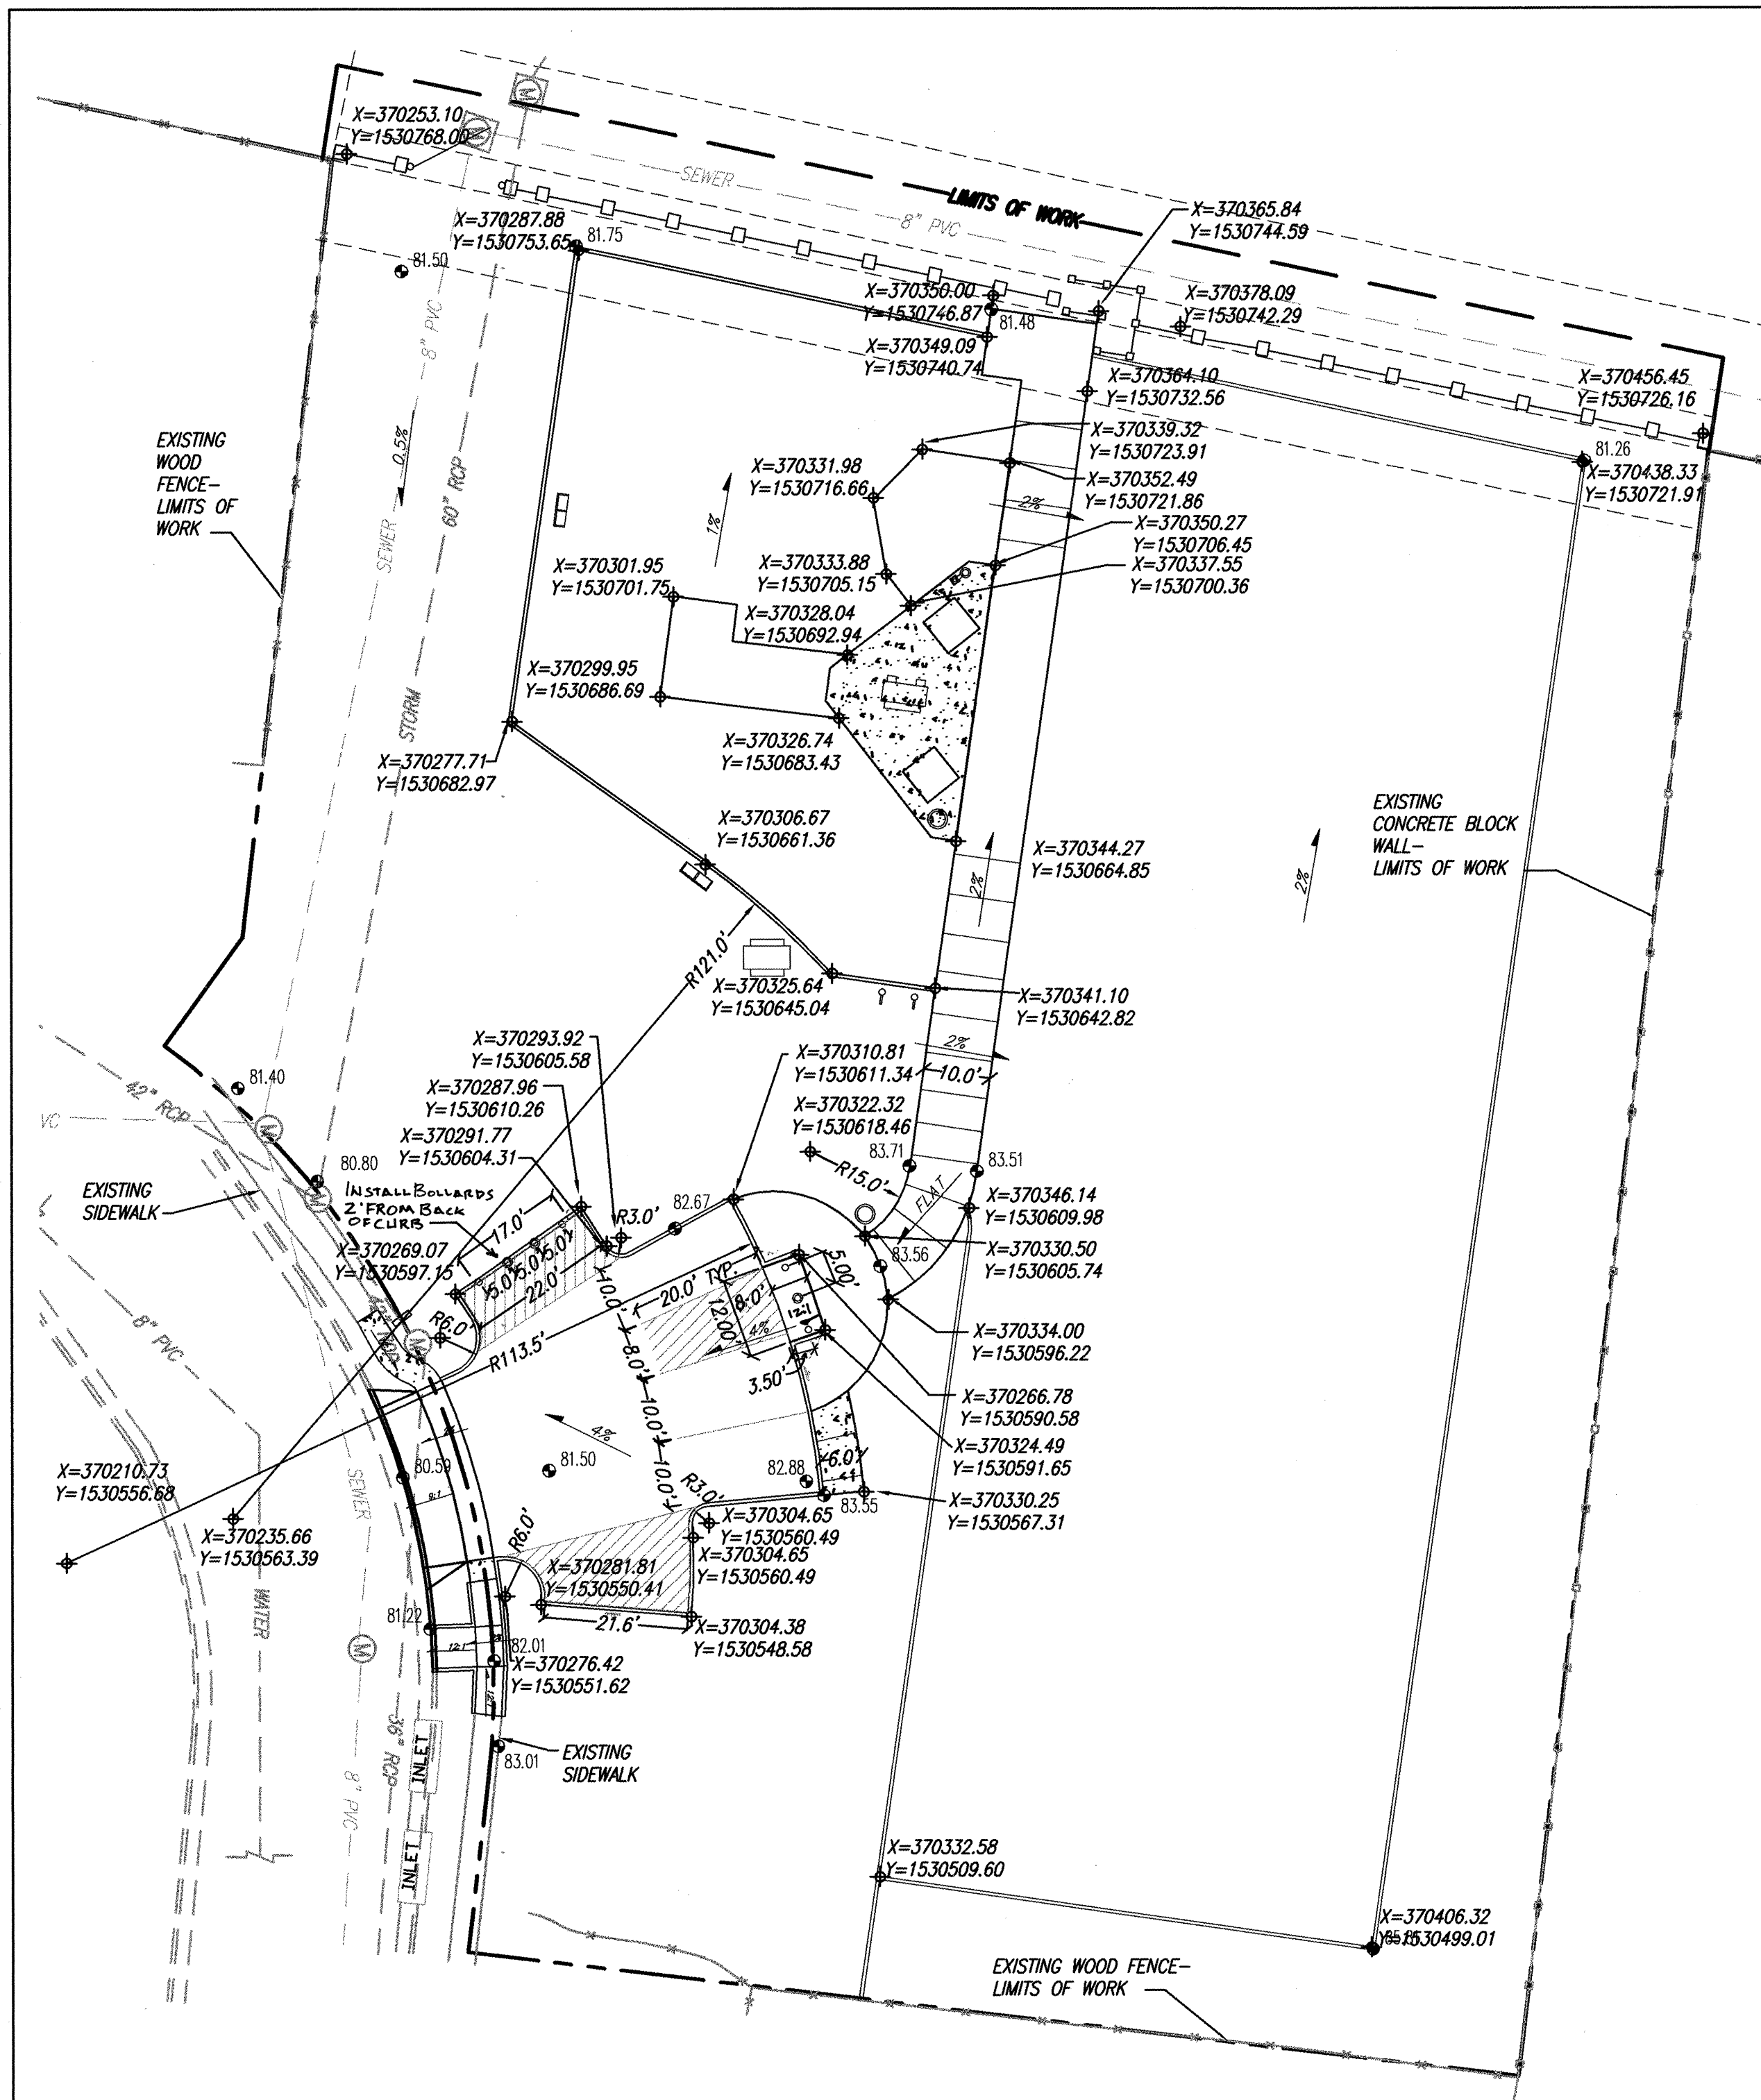 X=370253.10
Y=1530768.00
SEWER
LIMITS OF WORK
8" PVC
X=370365.84
Y=1530744.59
X=370287.88
Y=1530753.65
81.75
81.50
X=370350.00
Y=1530746.87
81.48
X=370378.09
Y=1530742.29
X=370349.09
Y=1530740.74
X=370364.10
Y=1530732.56
X=370456.45
Y=1530726.16
8" PVC
0.5%
SEWER
60" RCP
STORM
EXISTING
WOOD
FENCE-
LIMITS OF
WORK
X=370339.32
Y=1530723.91
81.26
X=370438.33
Y=1530721.91
X=370331.98
Y=1530716.66
X=370352.49
Y=1530721.86
1%
2%
X=370350.27
Y=1530706.45
X=370301.95
Y=1530701.75
X=370333.88
Y=1530705.15
X=370337.55
Y=1530700.36
X=370328.04
Y=1530692.94
X=370299.95
Y=1530686.69
X=370277.71
Y=1530682.97
X=370326.74
Y=1530683.43
X=370306.67
Y=1530661.36
X=370344.27
Y=1530664.85
2%
2%
EXISTING
CONCRETE BLOCK
WALL-
LIMITS OF WORK
R121.0'
X=370325.64
Y=1530645.04
X=370341.10
Y=1530642.82
X=370293.92
Y=1530605.58
X=370310.81
Y=1530611.34
2%
10.0'
81.40
42" RCP
VC
M
X=370287.96
Y=1530610.26
X=370322.32
Y=1530618.46
X=370291.77
Y=1530604.31
83.71
83.51
80.80
R15.0'
FLAT
EXISTING
SIDEWALK
INSTALL BOLLARDS
2' FROM BACK
OF CURB
17.0'
R3.0'
82.67
X=370346.14
Y=1530609.98
X=370269.07
Y=1530597.15
5.0'
5.0'
5.0'
22.0'
83.56
X=370330.50
Y=1530605.74
10.0'
20.0' TYP.
5.00'
8.0'
12:1
12.00'
4%
42" RCP
R6.0'
R113.5'
8.0'
3.50'
X=370334.00
Y=1530596.22
8" PVC
10.0'
X=370266.78
Y=1530590.58
4%
X=370324.49
Y=1530591.65
X=370210.73
Y=1530556.68
80.59
81.50
10.0'
82.88
6.0'
R3.0'
83.55
X=370330.25
Y=1530567.31
9:1
SEWER
X=370235.66
Y=1530563.39
R6.0'
X=370304.65
Y=1530560.49
X=370304.65
Y=1530560.49
X=370281.81
Y=1530550.41
WATER
81.22
21.6'
X=370304.38
Y=1530548.58
12:1
82.01
X=370276.42
Y=1530551.62
12:1
M
36" RCP
INLET
8" PVC
83.01
EXISTING
SIDEWALK
INLET
X=370332.58
Y=1530509.60
X=370406.32
Y=1530499.01
EXISTING WOOD FENCE-
LIMITS OF WORK